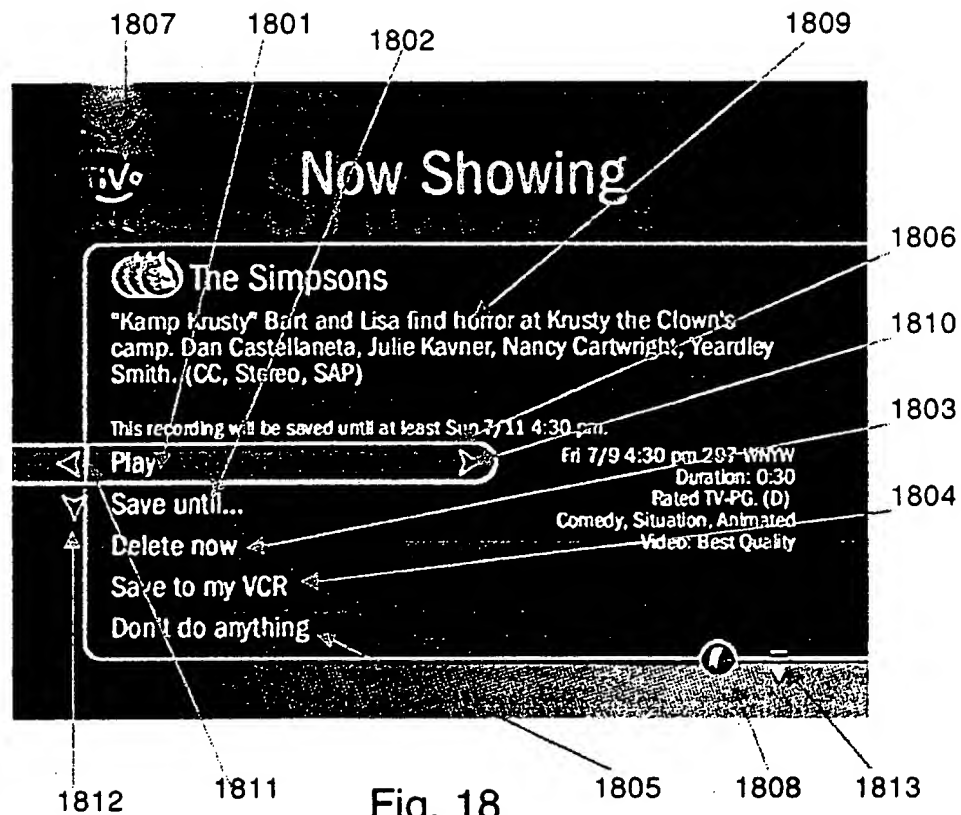 1807 1801 1802 1809
iVo
Now Showing
1806
The Simpsons
1810
"Kamp Krusty" Bart and Lisa find horror at Krusty the Clown's
camp. Dan Castellaneta, Julie Kavner, Nancy Cartwright, Yeardley
Smith. (CC, Stereo, SAP)
1803
This recording will be saved until at least Sun 7/11 4:30 pm.
Play
Fri 7/9 4:30 pm 297 WNYW
1804
Duration: 0:30
Save until...
Rated TV-PG. (D)
Comedy, Situation, Animated
Delete now
Video: Best Quality
Save to my VCR
Don't do anything
1812 1811 1805 1808 1813
Fig. 18